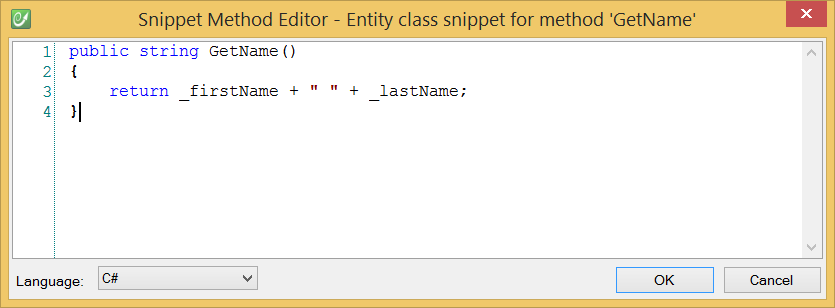 Snippet Method Editor - Entity class snippet for method 'GetName'
1 public string GetName()
2 {
3     return _firstName + " " + _lastName;
4 }
Language: C# OK Cancel